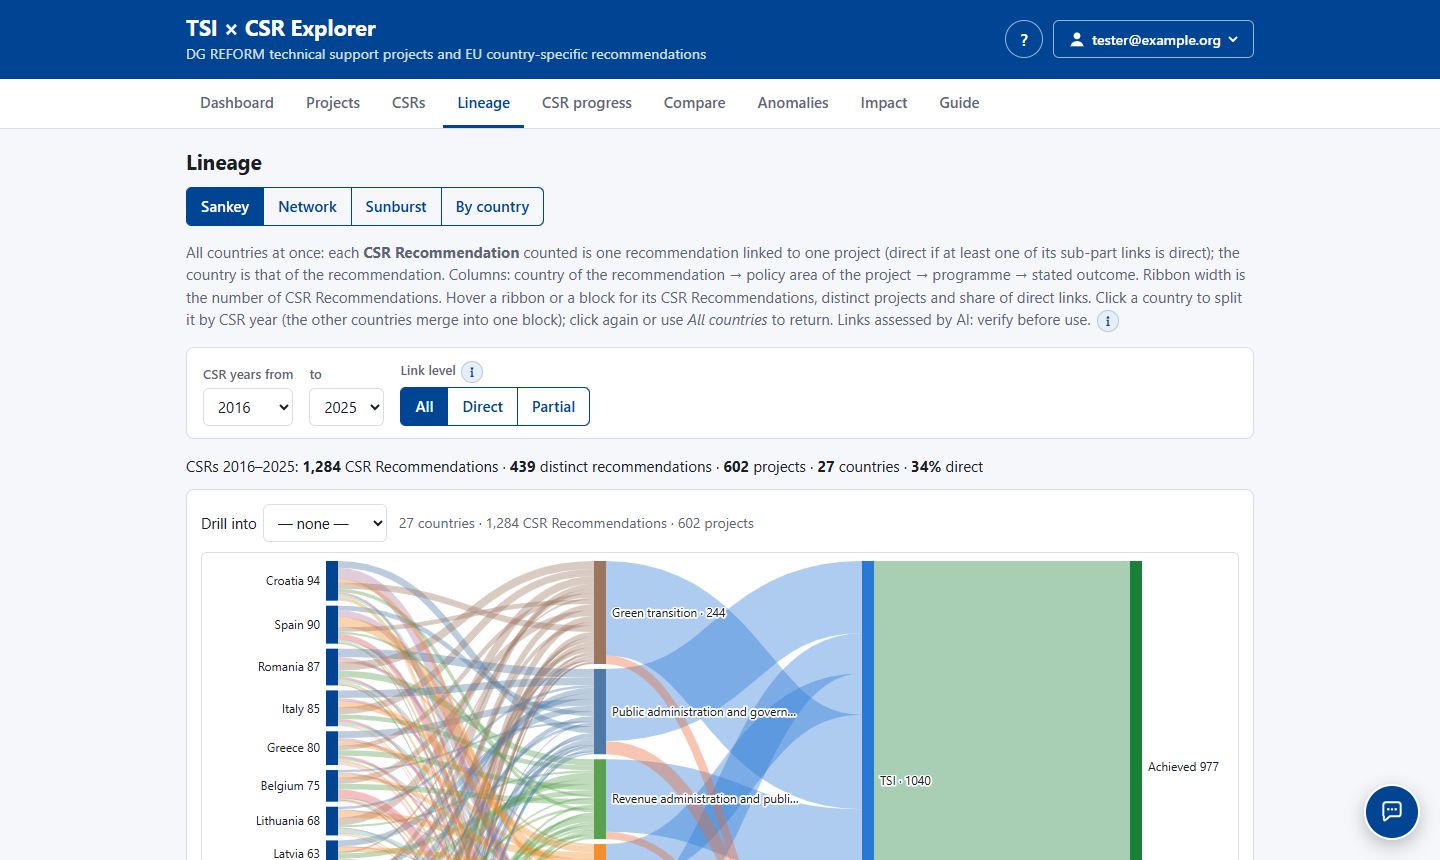 TSI × CSR Explorer
DG REFORM technical support projects and EU country-specific recommendations
?
tester@example.org
Dashboard
Projects
CSRs
Lineage
CSR progress
Compare
Anomalies
Impact
Guide
Lineage
Sankey
Network
Sunburst
By country
All countries at once: each CSR Recommendation counted is one recommendation linked to one project (direct if at least one of its sub-part links is direct); the
country is that of the recommendation. Columns: country of the recommendation → policy area of the project → programme → stated outcome. Ribbon width is
the number of CSR Recommendations. Hover a ribbon or a block for its CSR Recommendations, distinct projects and share of direct links. Click a country to split
it by CSR year (the other countries merge into one block); click again or use All countries to return. Links assessed by AI: verify before use. i
CSR years from
to
Link level i
2016
2025
All
Direct
Partial
CSRs 2016–2025: 1,284 CSR Recommendations · 439 distinct recommendations · 602 projects · 27 countries · 34% direct
Drill into
— none —
27 countries · 1,284 CSR Recommendations · 602 projects
Croatia 94
Spain 90
Romania 87
Italy 85
Greece 80
Belgium 75
Lithuania 68
Latvia 63
Green transition · 244
Public administration and govern...
Revenue administration and publi...
TSI · 1040
Achieved 977